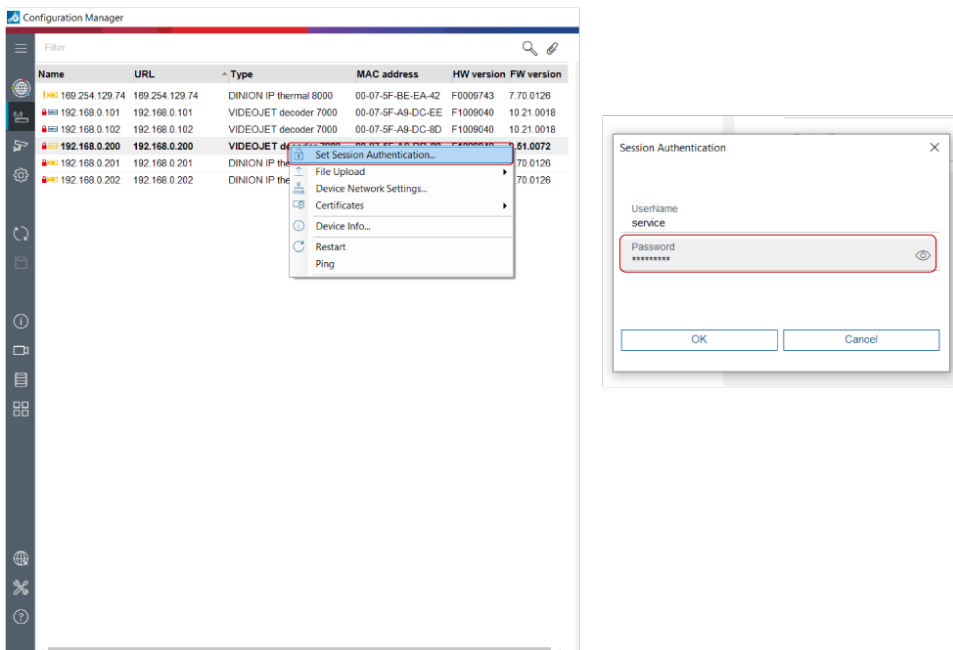 Configuration Manager
Filter
Name URL Type MAC address HW version FW version
169.254.129.74 169.254.129.74 DINION IP thermal 8000 00-07-5F-BE-EA-42 F0009743 7.70.0126
192.168.0.101 192.168.0.101 VIDEOJET decoder 7000 00-07-5F-A9-DC-EE F1009040 10.21.0018
192.168.0.102 192.168.0.102 VIDEOJET decoder 7000 00-07-5F-A9-DC-8D F1009040 10.21.0018
192.168.0.200 192.168.0.200 VIDEOJET .51.0072
Set Session Authentication...
192.168.0.201 192.168.0.201 DINION IP the .70.0126
File Upload
192.168.0.202 192.168.0.202 DINION IP the .70.0126
Device Network Settings...
Certificates
Device Info...
Restart
Ping
Session Authentication
UserName
service
Password
*********
OK Cancel